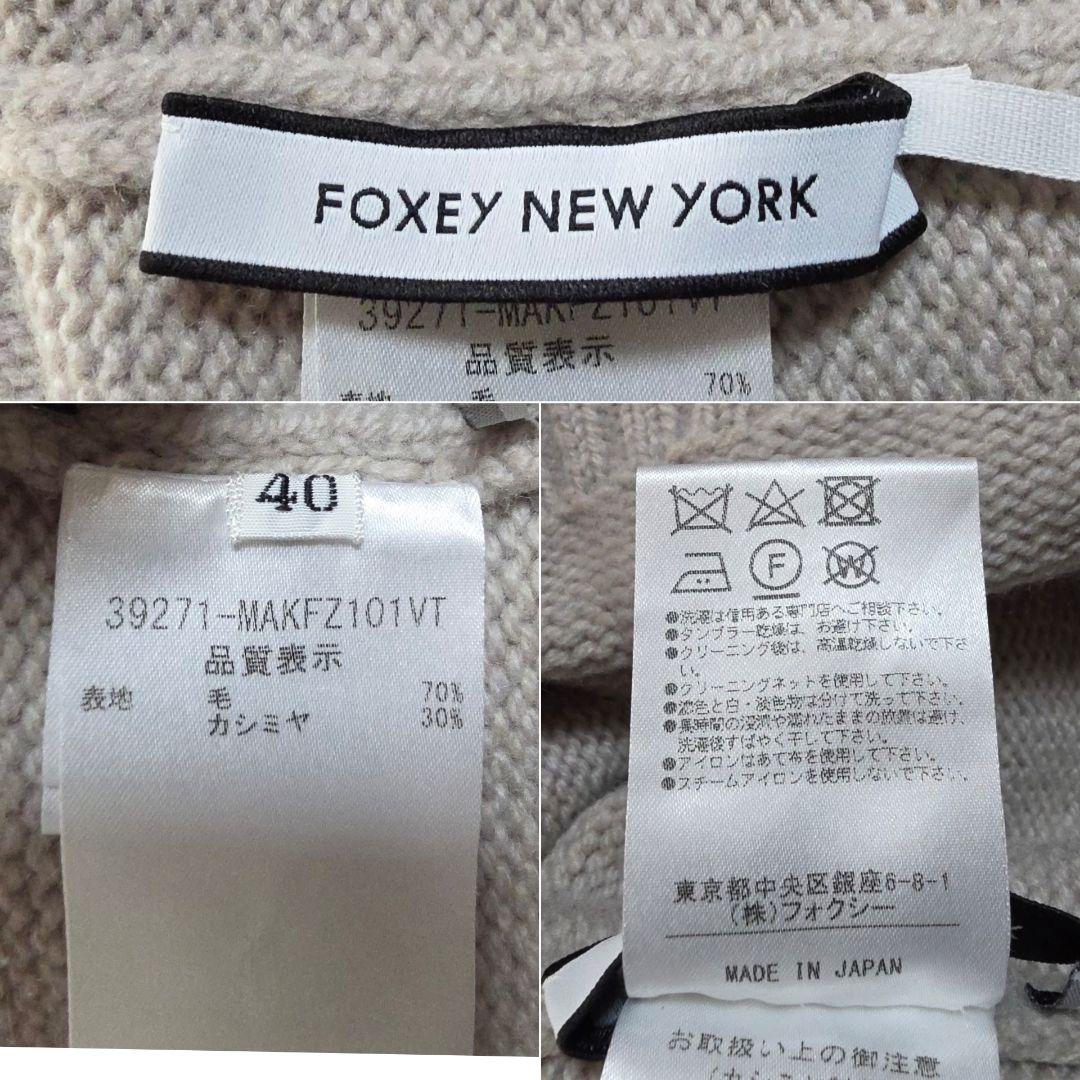 FOXEY NEW YORK
39271-MAKFZ101VT
品質表示
表地 毛 70%
40
39271-MAKFZ101VT
品質表示
表地 毛 70%
カシミヤ 30%
F
W
●洗濯は信用ある専門店へご相談下さい。
●タンブラー乾燥は、お避け下さい。
●クリーニング後は、高温乾燥しないで下さ
い。
●クリーニングネットを使用して下さい。
●濃色と白・淡色物は分けて洗って下さい。
●長時間の浸漬や濡れたままの放置は避け、
洗濯後すばやく干して下さい。
●アイロンはあて布を使用して下さい。
●スチームアイロンを使用しないで下さい。
東京都中央区銀座6-8-1
(株)フォクシー
MADE IN JAPAN
お取扱い上の御注意